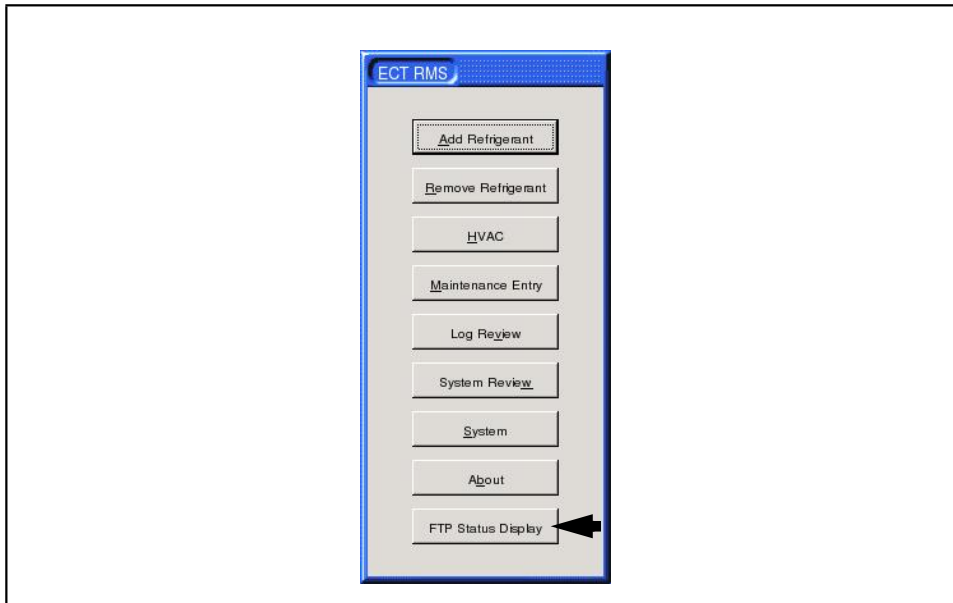 ECT RMS
Add Refrigerant
Remove Refrigerant
HVAC
Maintenance Entry
Log Review
System Review
System
About
FTP Status Display